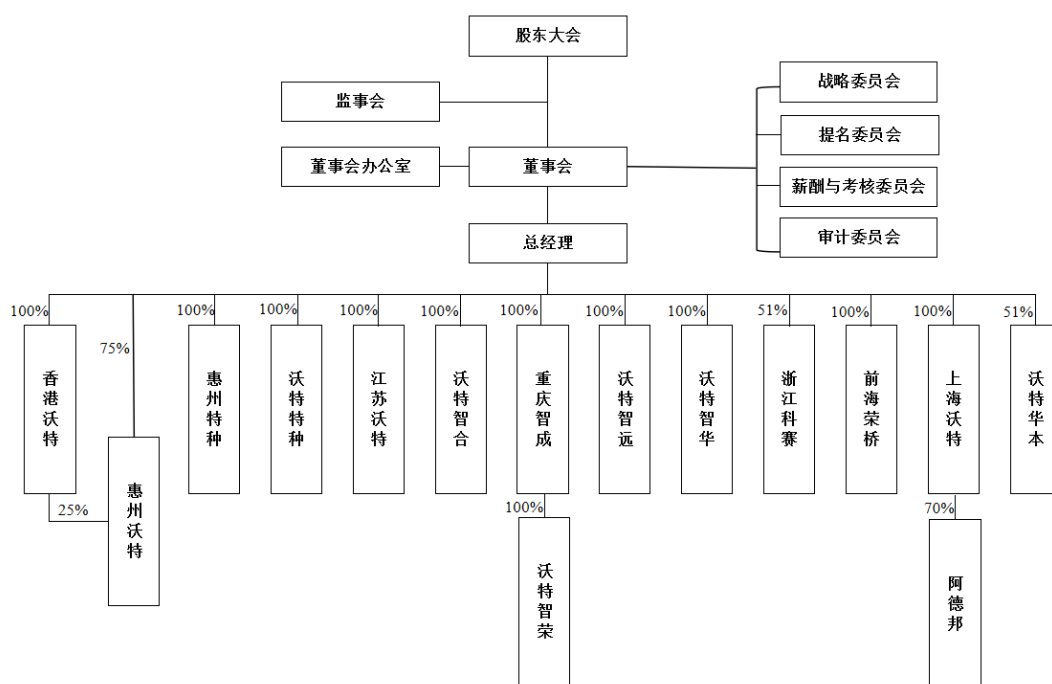 股东大会
监事会
战略委员会
提名委员会
董事会办公室
董事会
薪酬与考核委员会
审计委员会
总经理
100%
75%
100%
100%
100%
100%
100%
100%
100%
51%
100%
100%
51%
香港沃特
惠州特种
沃特特种
江苏沃特
沃特智合
重庆智成
沃特智远
沃特智华
浙江科赛
前海荣桥
上海沃特
沃特华本
25%
惠州沃特
100%
70%
沃特智荣
阿德邦